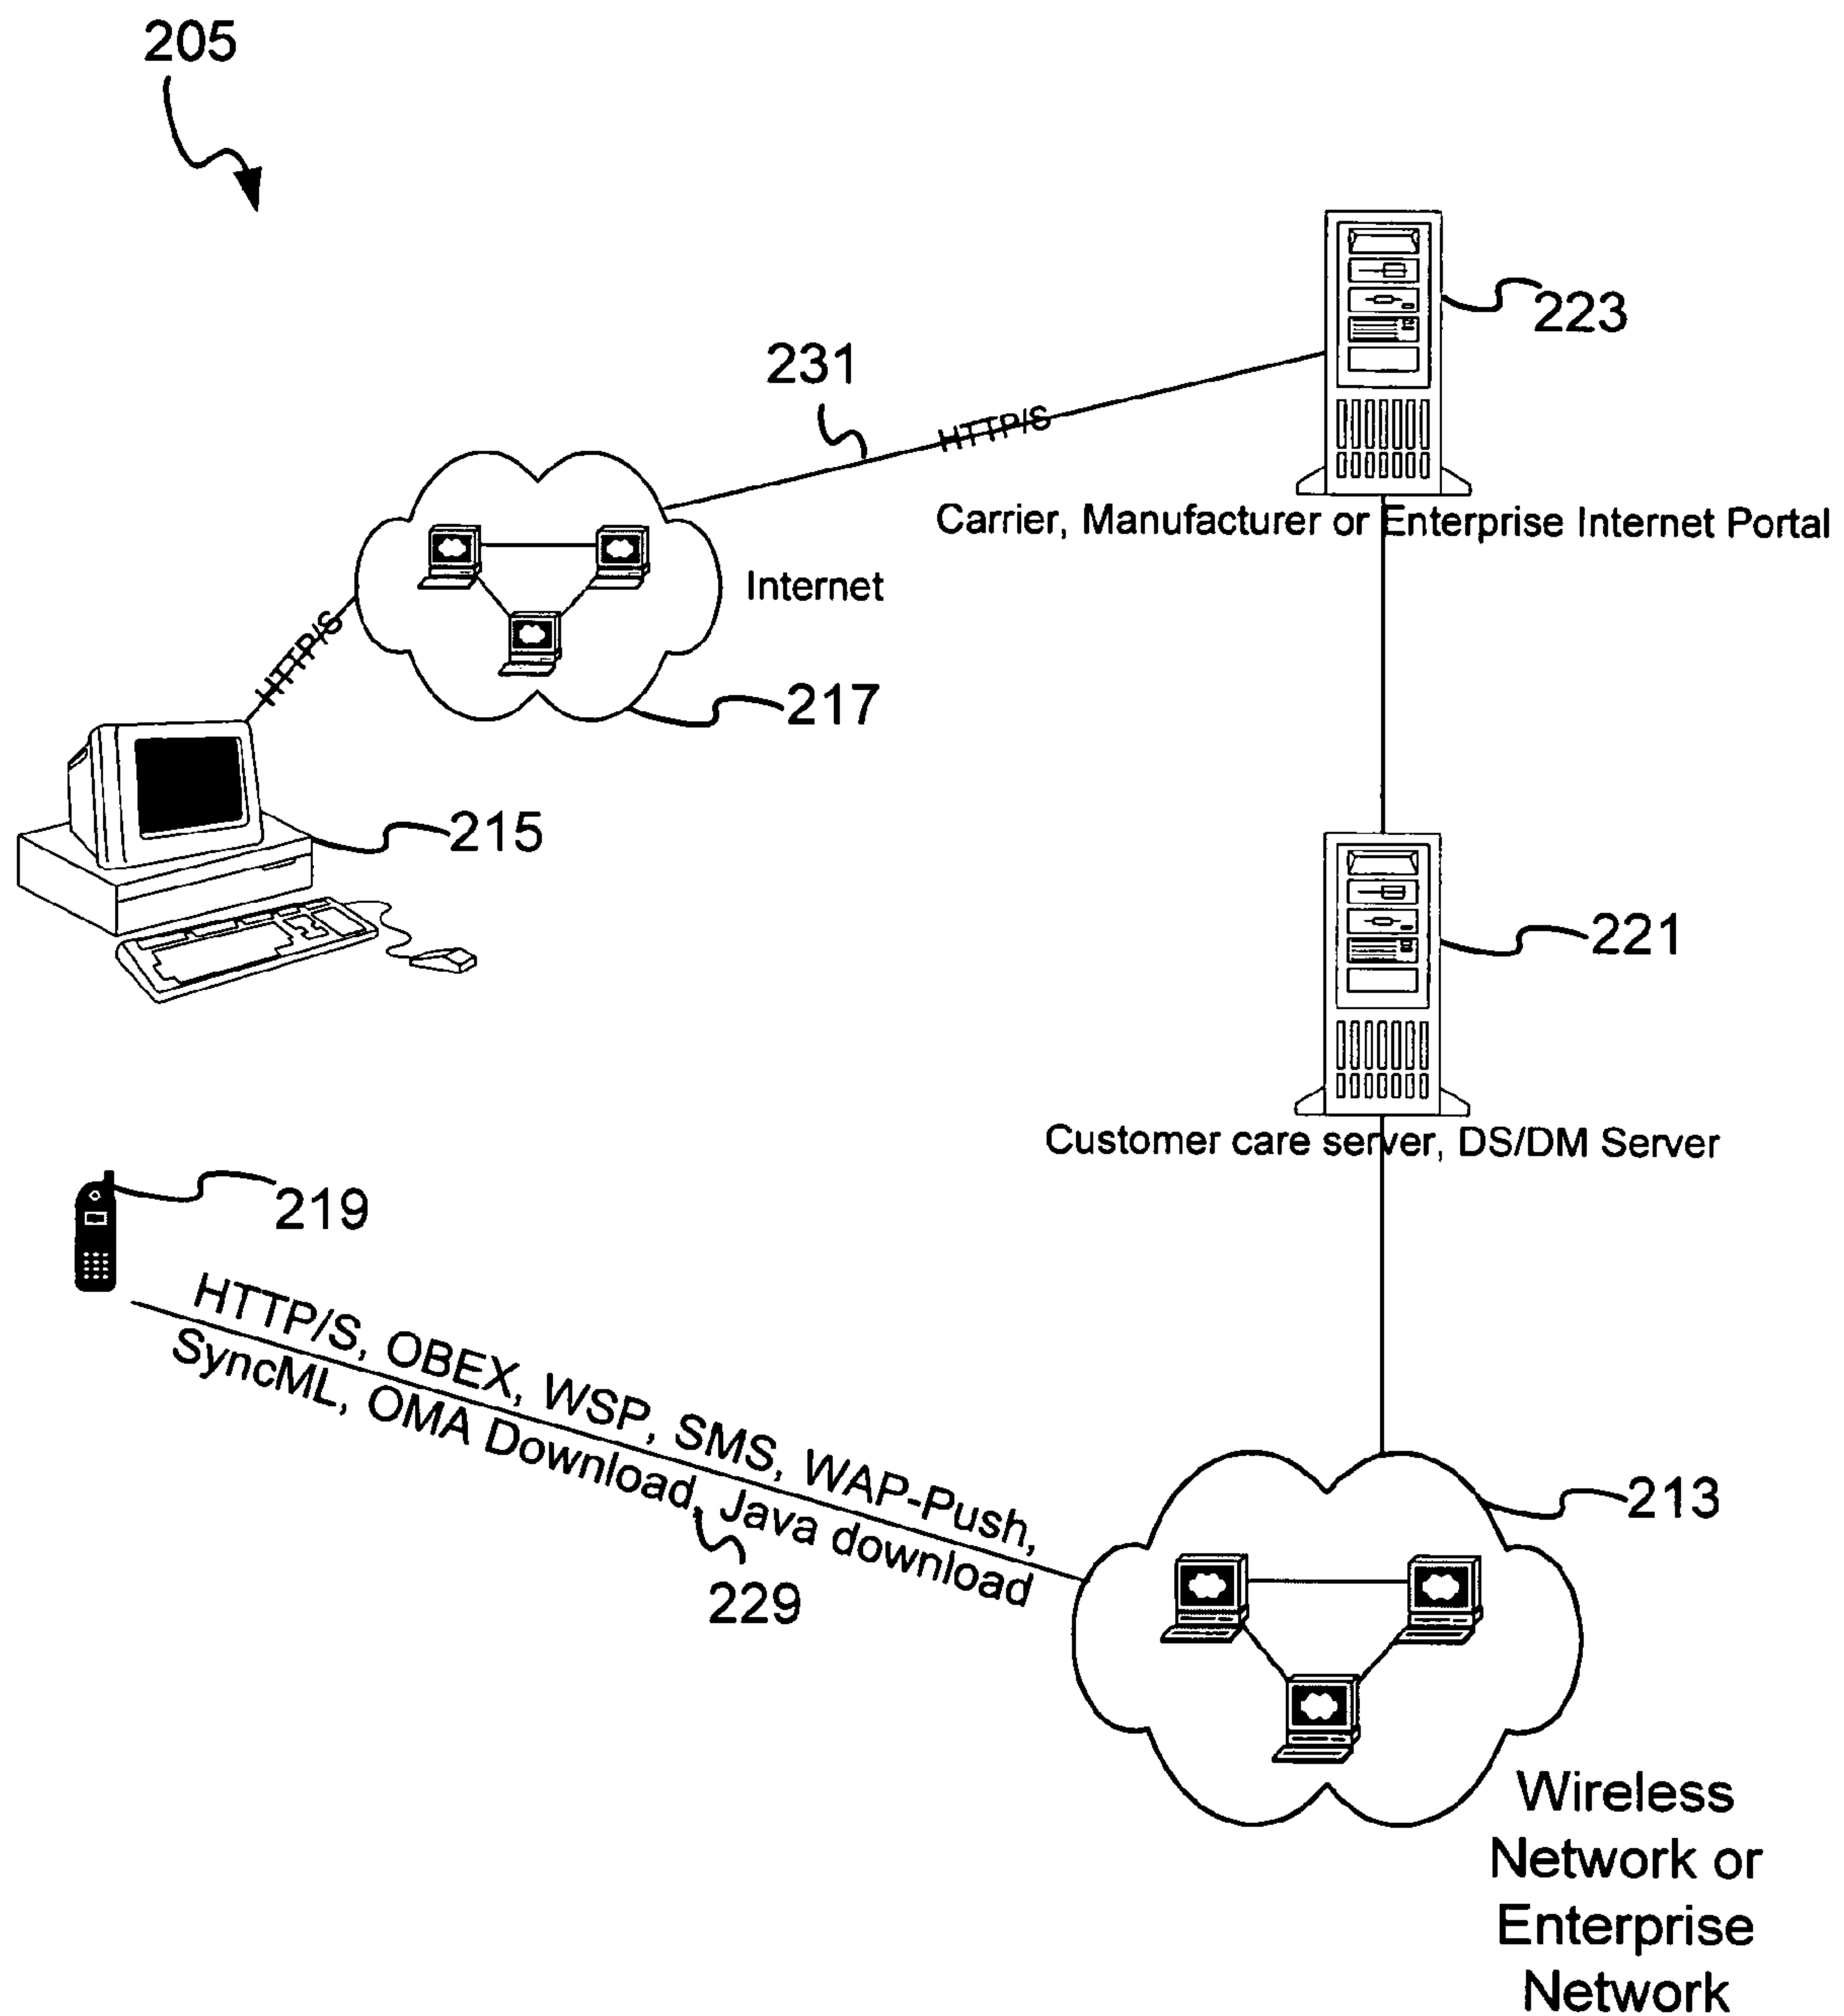 205
223
231
HTTP/S
Carrier, Manufacturer or Enterprise Internet Portal
Internet
HTTP/S
217
215
221
Customer care server, DS/DM Server
219
HTTP/S, OBEX, WSP, SMS, WAP-Push,
SyncML, OMA Download, Java download
229
213
Wireless
Network or
Enterprise
Network